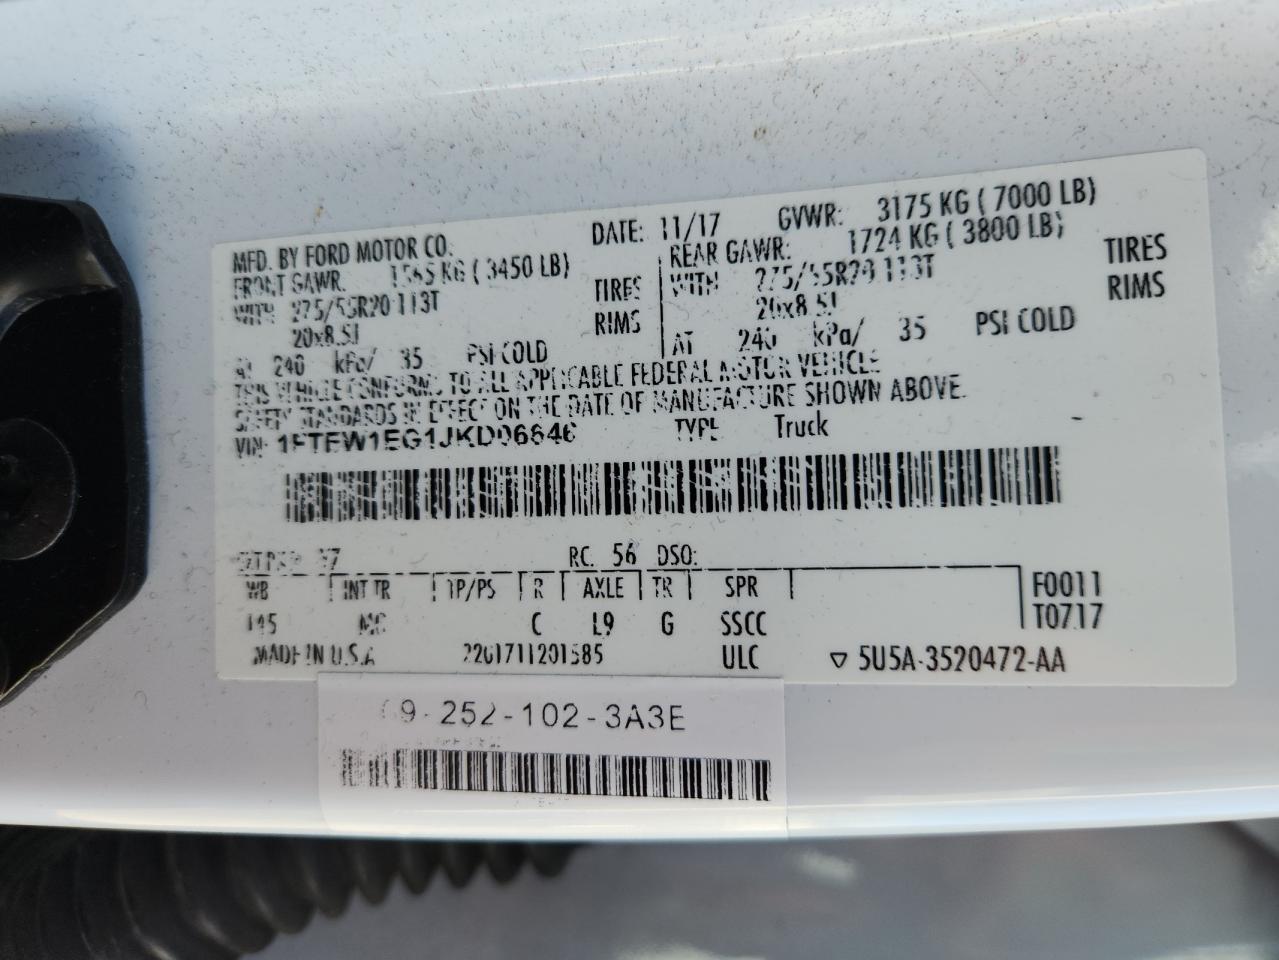 MFD. BY FORD MOTOR CO. DATE: 11/17 GVWR: 3175 KG ( 7000 LB)
FRONT GAWR: 1565 KG ( 3450 LB) REAR GAWR: 1724 KG ( 3800 LB)
WITH 275/55R20 113T TIRES WITH 275/55R20 113T TIRES
20x8.5J RIMS 20x8.5J RIMS
AT 240 kPa/ 35 PSI COLD AT 240 kPa/ 35 PSI COLD
THIS VEHICLE CONFORMS TO ALL APPLICABLE FEDERAL MOTOR VEHICLE
SAFETY STANDARDS IN EFFECT ON THE DATE OF MANUFACTURE SHOWN ABOVE.
VIN: TYPE: Truck
RC: 56 DSO:
WB INT TR TP/PS R AXLE TR SPR F0011
T0717
145 MC C L9 G SSCC
MADE IN U.S.A ULC ▽ 5U5A-3520472-AA
252-102-3A3E